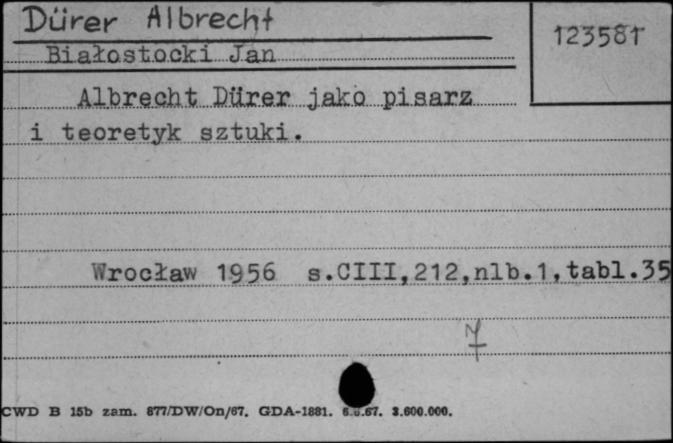 Dürer Albrecht
123581
Białostocki Jan
Albrecht Dürer jako pisarz
i teoretyk sztuki.
Wrocław 1956 s.CIII,212,nlb.1,tabl.35
CWD B 15b zam. 877/DW/On/67. GDA-1881. 67. 3.600.000.